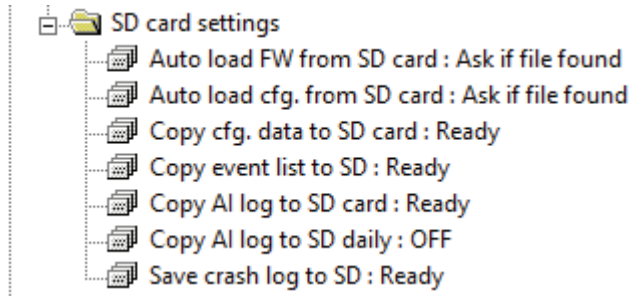 SD card settings
Auto load FW from SD card : Ask if file found
Auto load cfg. from SD card : Ask if file found
Copy cfg. data to SD card : Ready
Copy event list to SD : Ready
Copy AI log to SD card : Ready
Copy AI log to SD daily : OFF
Save crash log to SD : Ready